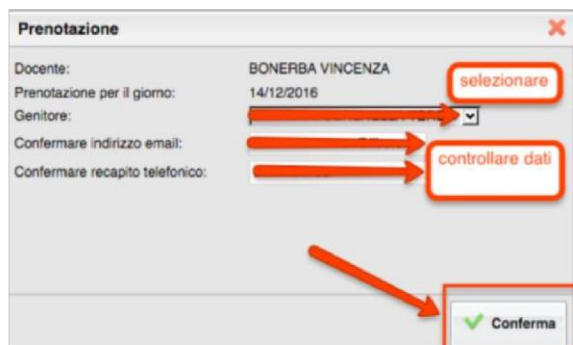 Prenotazione
Docente: BONERBA VINCENZA
selezionare
Prenotazione per il giorno: 14/12/2016
Genitore:
Confermare indirizzo email:
controllare dati
Confermare recapito telefonico:
Conferma